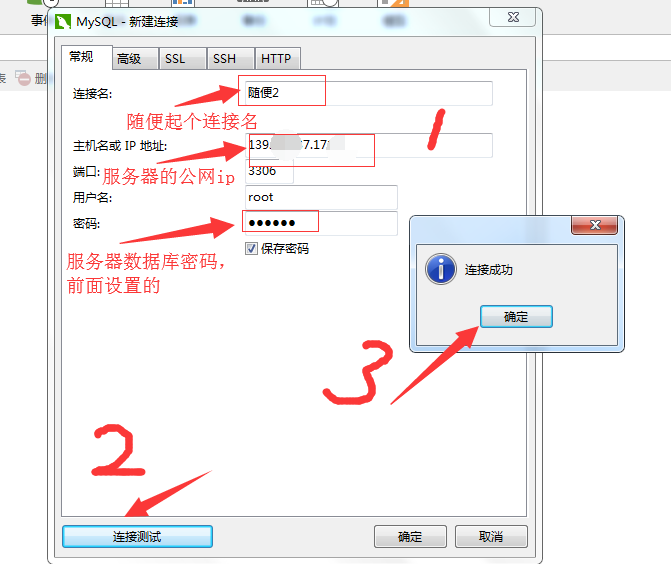 MySQL - 新建连接
常规
高级
SSL
SSH
HTTP
表
连接名:
随便2
随便起个连接名
1
主机名或 IP 地址:
139.
7.17
服务器的公网ip
端口:
3306
用户名:
root
密码:
●●●●●●
保存密码
服务器数据库密码，
前面设置的
连接成功
确定
3
2
连接测试
确定
取消